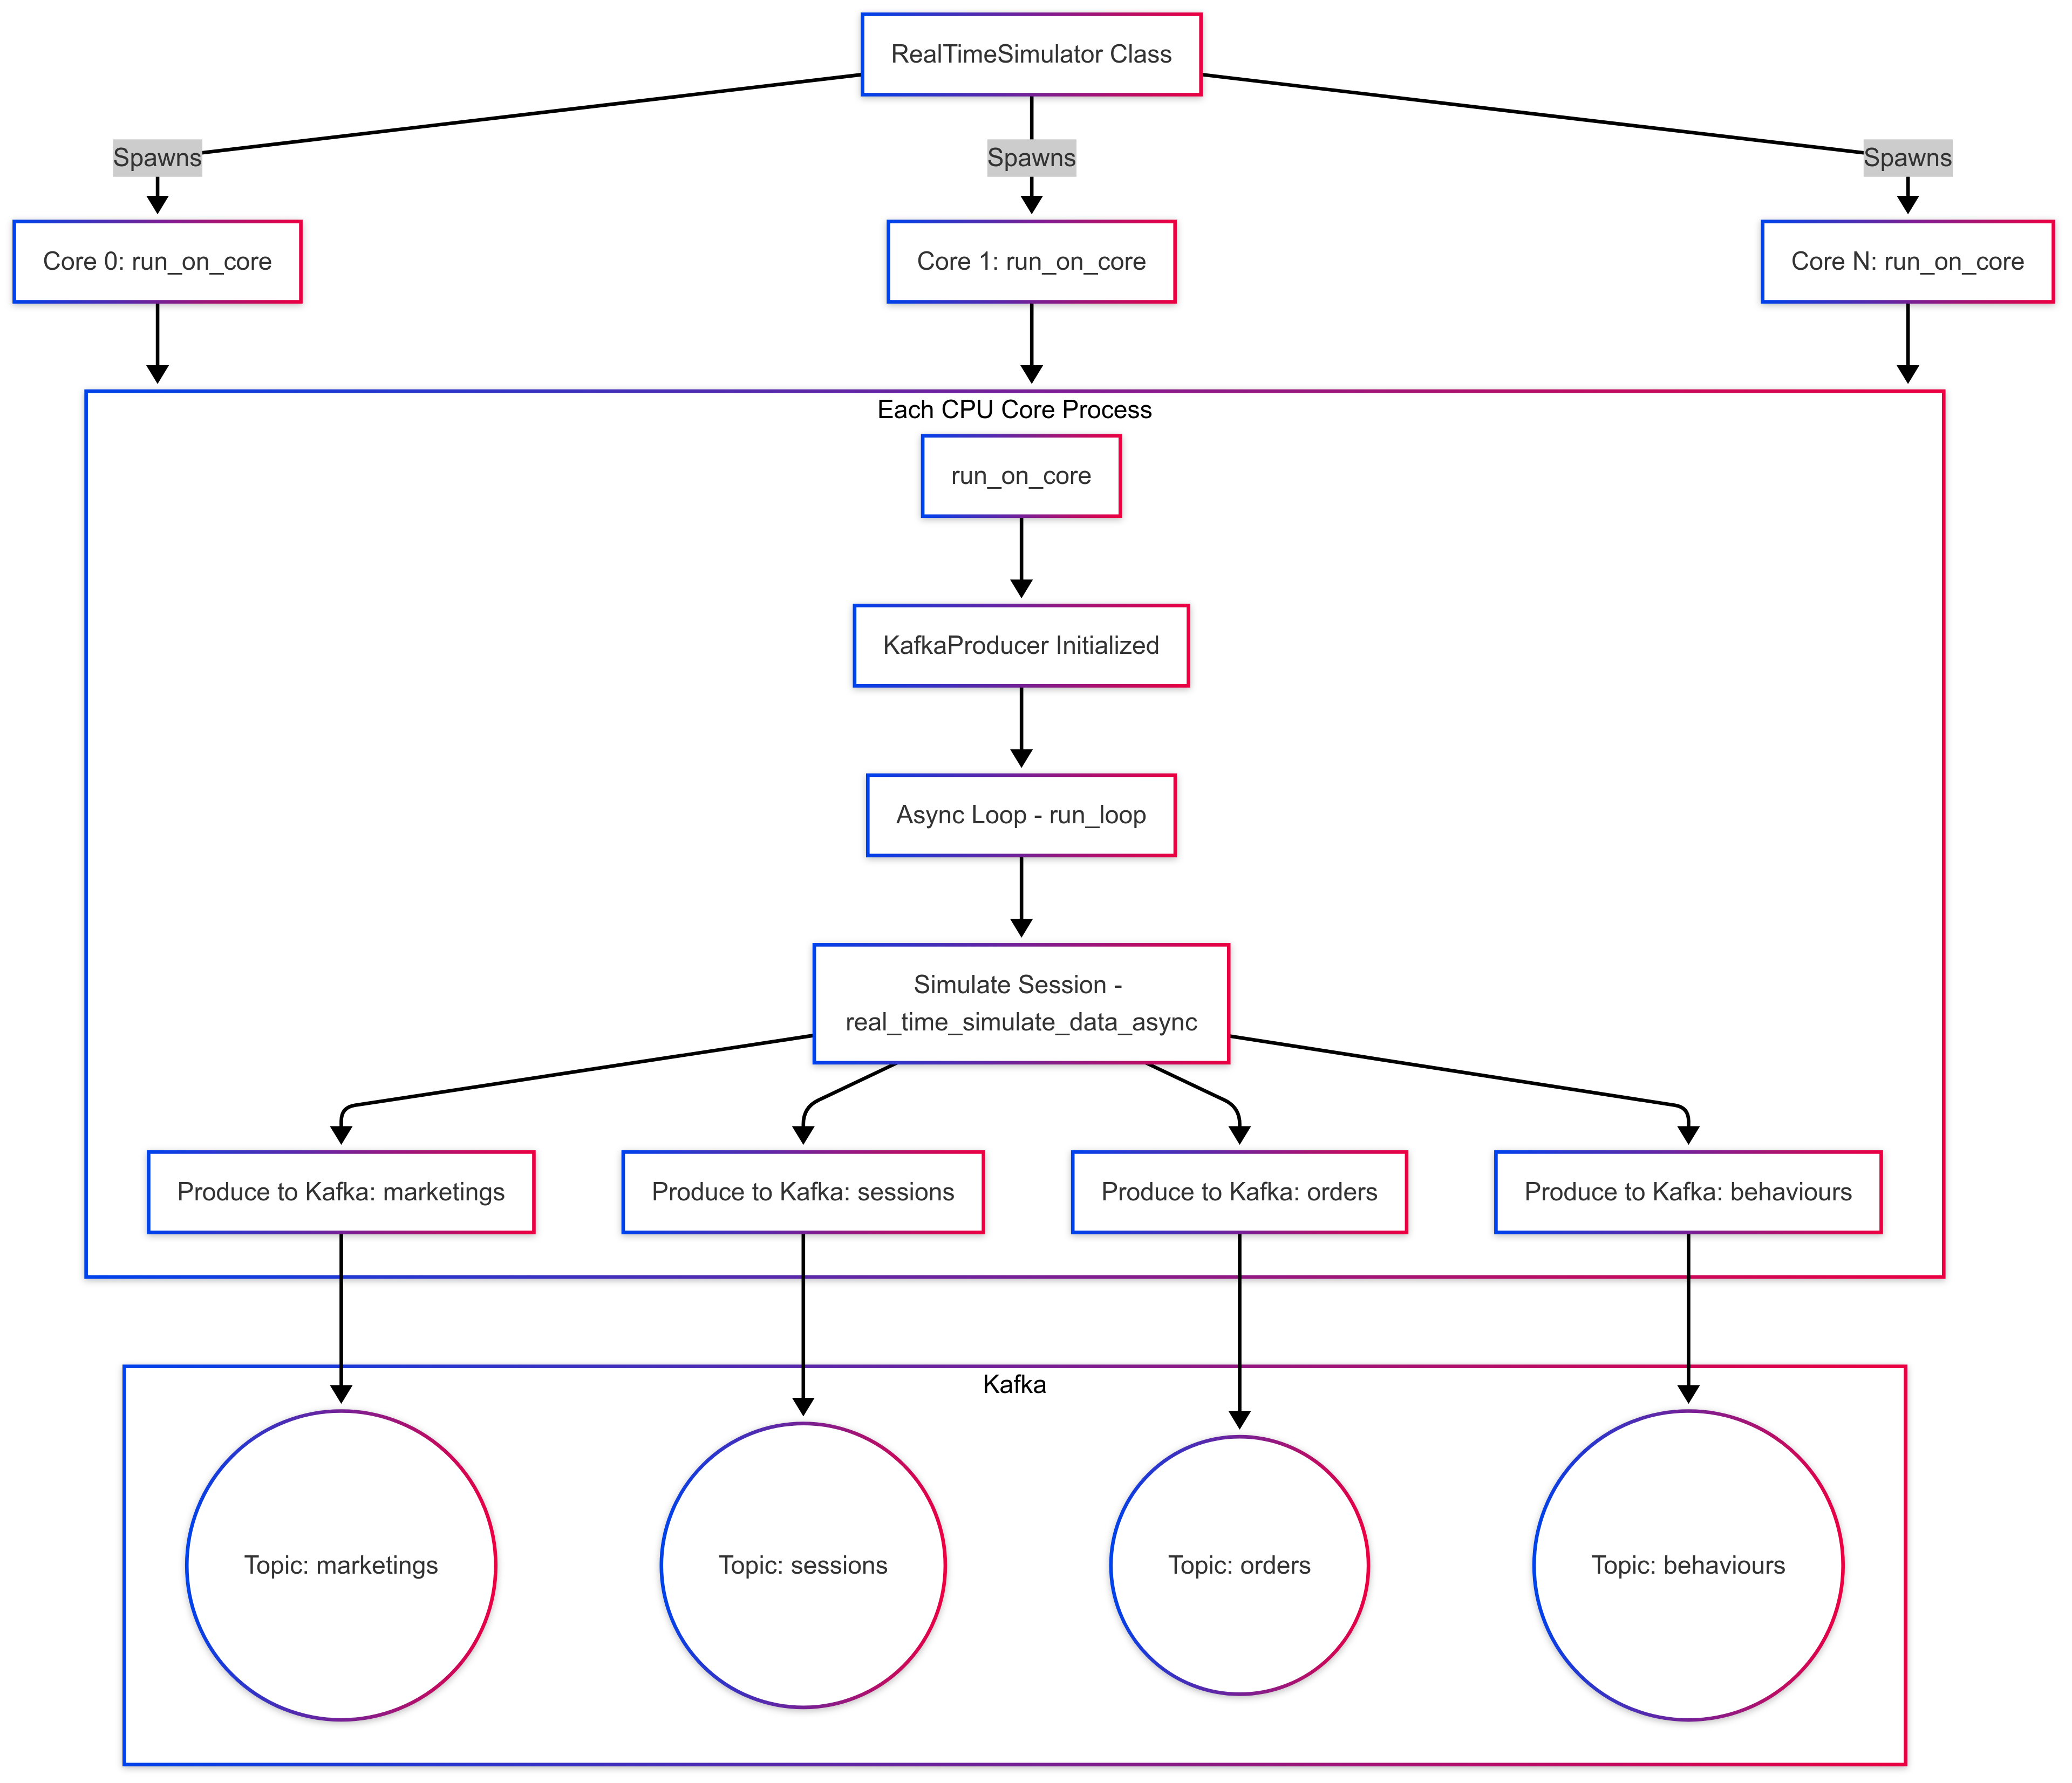 RealTimeSimulator Class
Spawns
Spawns
Spawns
Core 0: run_on_core
Core 1: run_on_core
Core N: run_on_core
Each CPU Core Process
run_on_core
KafkaProducer Initialized
Async Loop - run_loop
Simulate Session -
real_time_simulate_data_async
Produce to Kafka: marketings
Produce to Kafka: sessions
Produce to Kafka: orders
Produce to Kafka: behaviours
Kafka
Topic: marketings
Topic: sessions
Topic: orders
Topic: behaviours